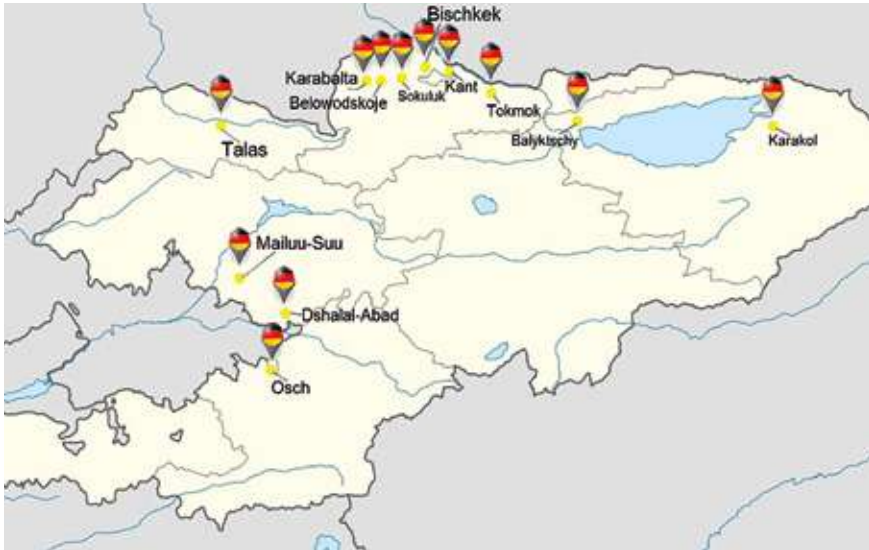 Bischkek
Karabalta
Belowodskoje
Sokuluk
Kant
Tokmok
Balyktschy
Karakol
Talas
Mailuu-Suu
Dshalal-Abad
Osch